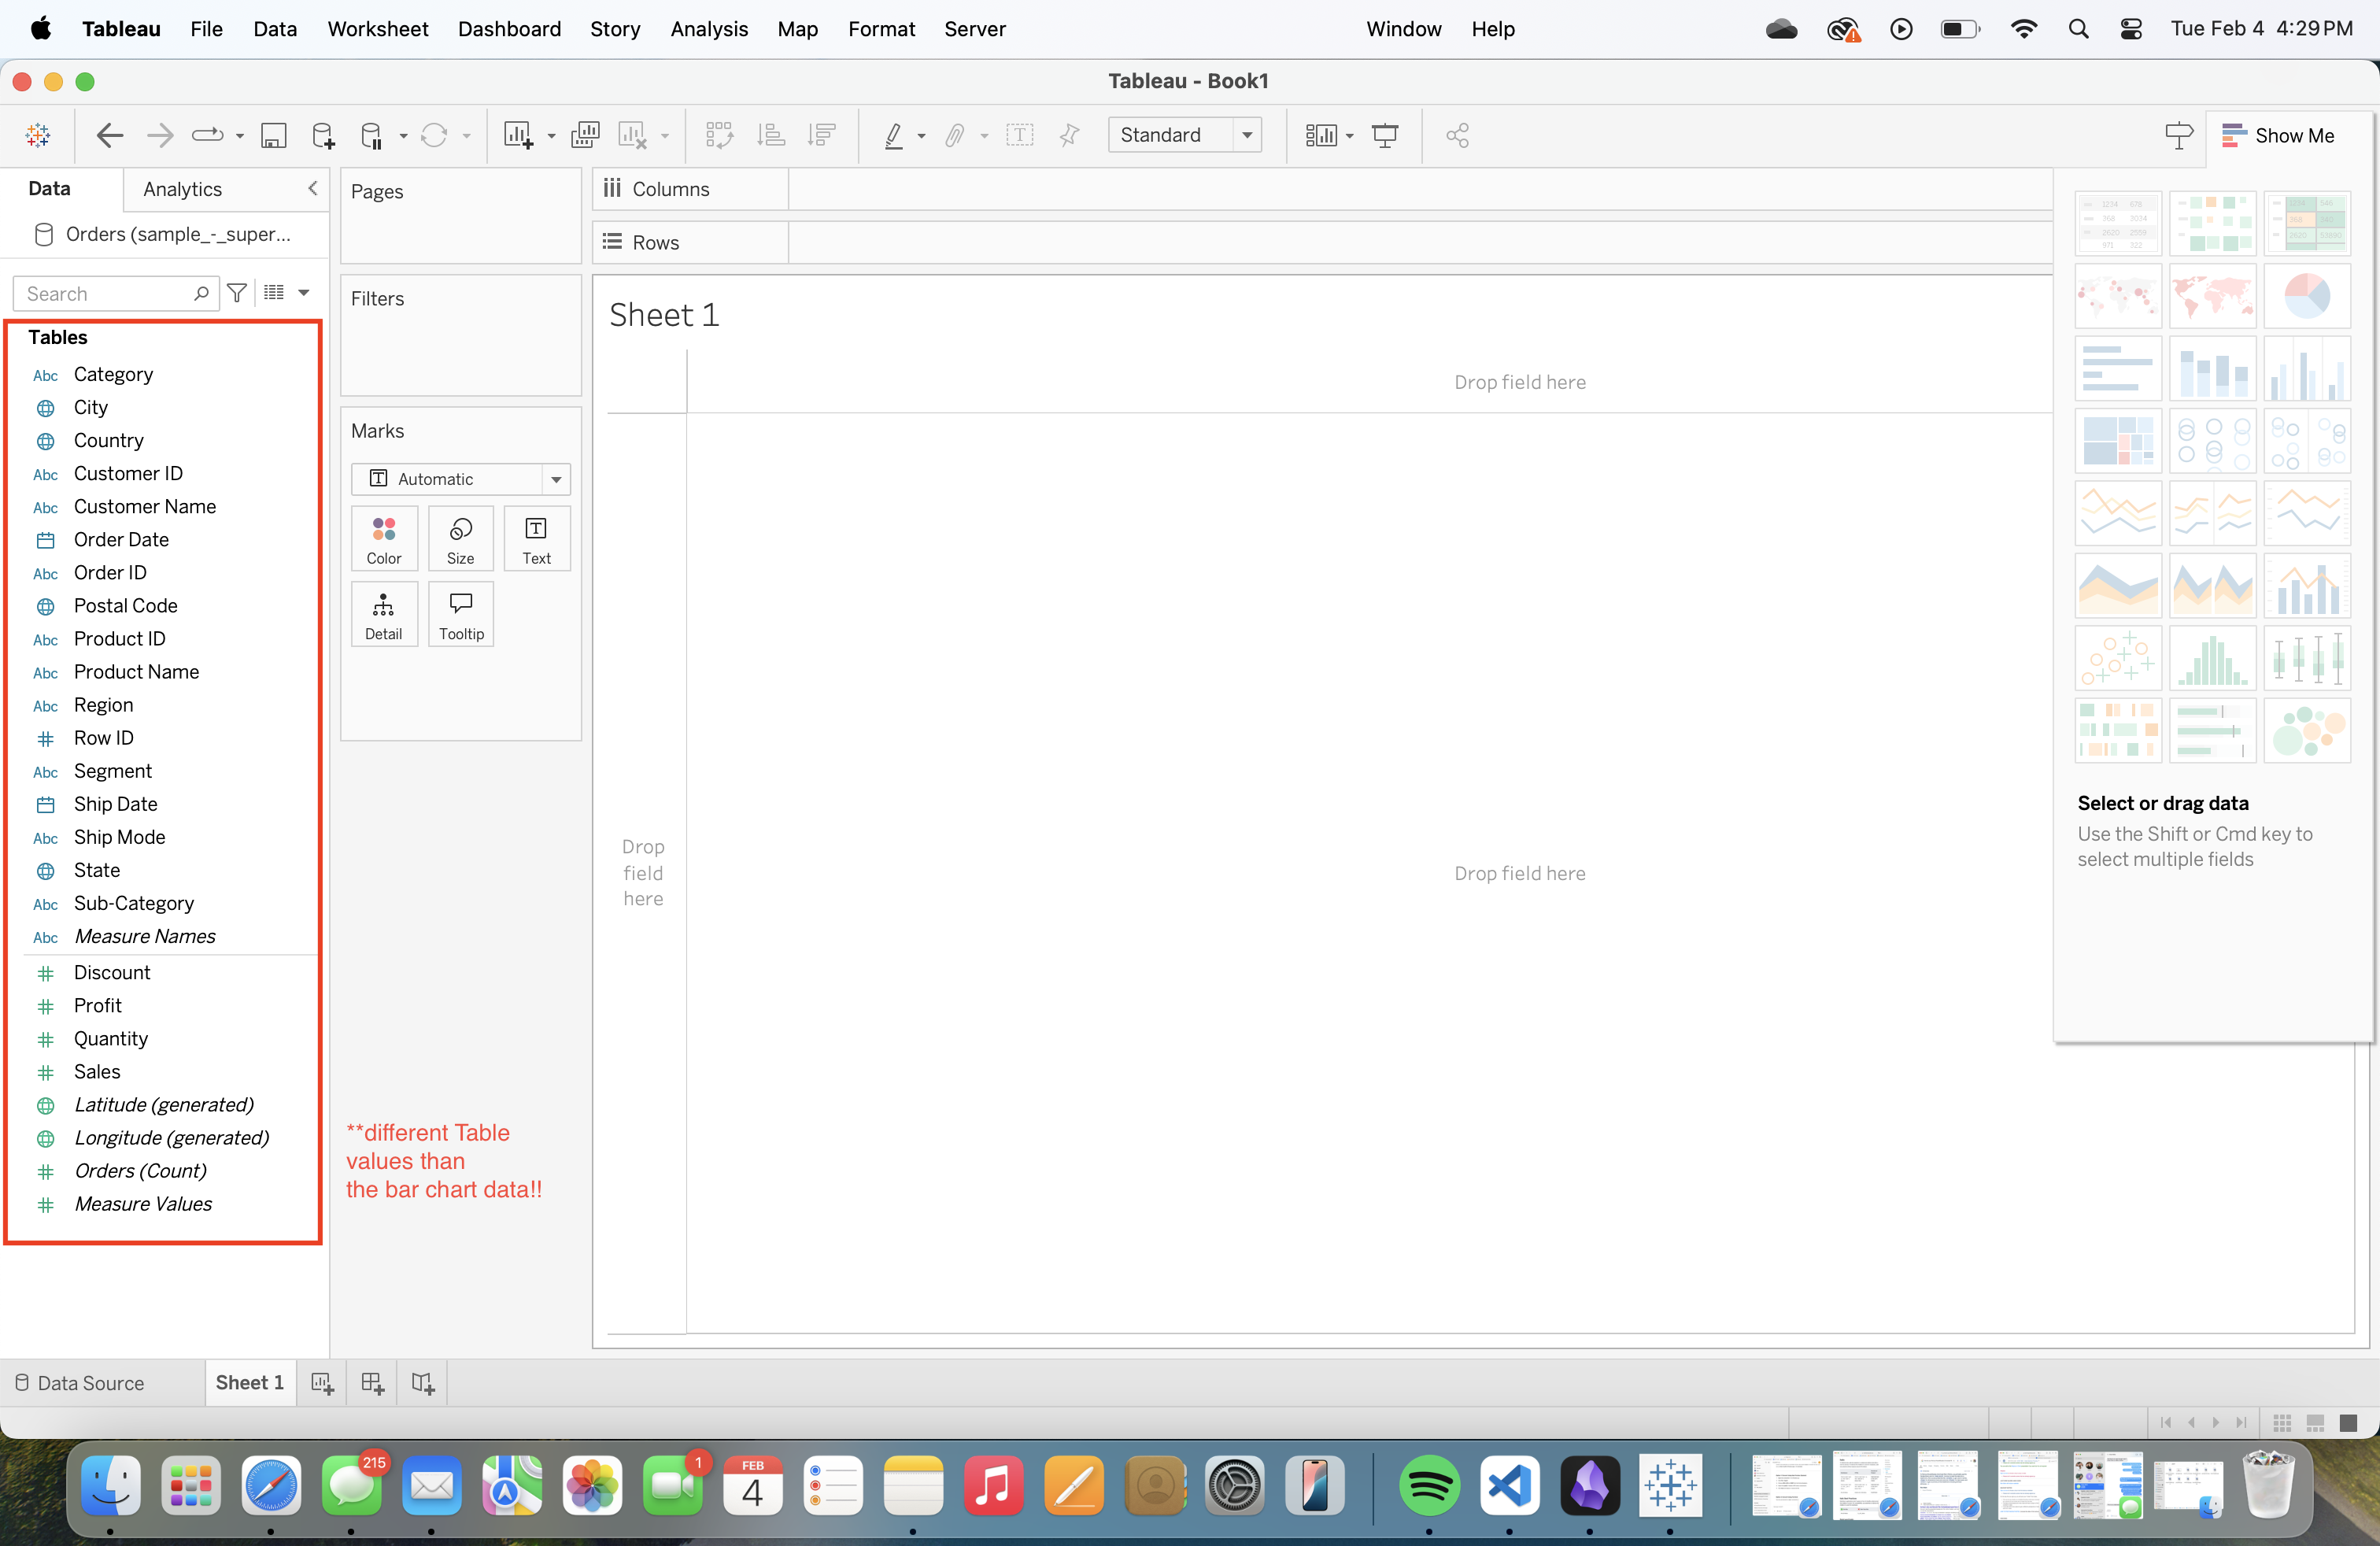 Tableau File Data Worksheet Dashboard Story Analysis Map Format Server Window Help Tue Feb 4 4:29 PM
Tableau - Book1
Standard
Show Me
Data Analytics
Orders (sample_-_super...
Search
Tables
Abc Category
City
Country
Abc Customer ID
Abc Customer Name
Order Date
Abc Order ID
Postal Code
Abc Product ID
Abc Product Name
Abc Region
Row ID
Abc Segment
Ship Date
Abc Ship Mode
State
Abc Sub-Category
Abc Measure Names
Discount
Profit
Quantity
Sales
Latitude (generated)
Longitude (generated)
Orders (Count)
Measure Values
Pages
Filters
Marks
Automatic
Color Size Text
Detail Tooltip
**different Table
values than
the bar chart data!!
Columns
Rows
Sheet 1
Drop field here
Drop
field
here
Drop field here
Select or drag data
Use the Shift or Cmd key to
select multiple fields
Data Source Sheet 1
215
1
FEB
4